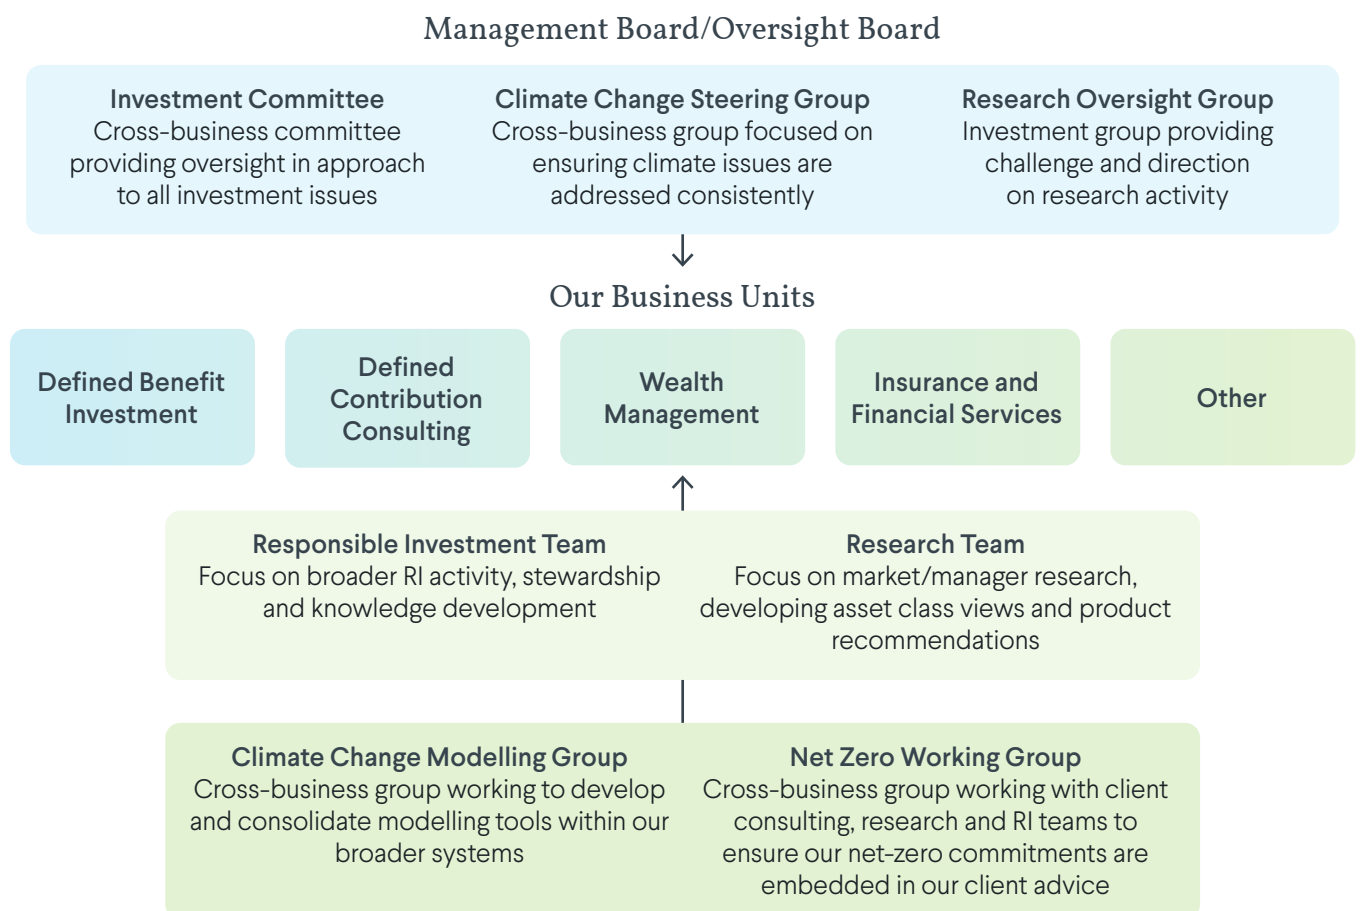 Management Board/Oversight Board
Investment Committee
Cross-business committee
providing oversight in approach
to all investment issues
Climate Change Steering Group
Cross-business group focused on
ensuring climate issues are
addressed consistently
Research Oversight Group
Investment group providing
challenge and direction
on research activity
Our Business Units
Defined Benefit
Investment
Defined
Contribution
Consulting
Wealth
Management
Insurance and
Financial Services
Other
Responsible Investment Team
Focus on broader RI activity, stewardship
and knowledge development
Research Team
Focus on market/manager research,
developing asset class views and product
recommendations
Climate Change Modelling Group
Cross-business group working to develop
and consolidate modelling tools within our
broader systems
Net Zero Working Group
Cross-business group working with client
consulting, research and RI teams to
ensure our net-zero commitments are
embedded in our client advice